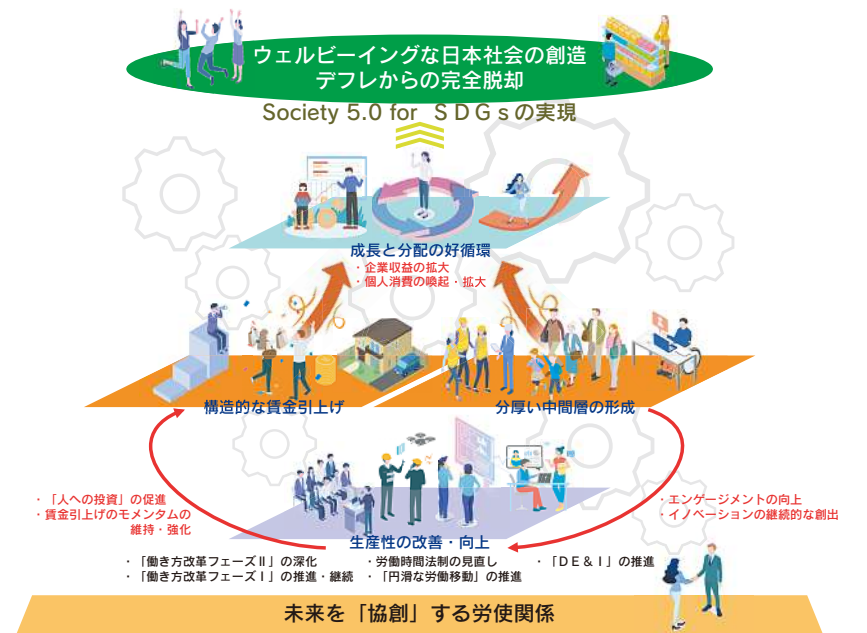 ウェルビーイングな日本社会の創造
デフレからの完全脱却
Society 5.0 for ＳＤＧｓの実現
成長と分配の好循環
・企業収益の拡大
・個人消費の喚起・拡大
構造的な賃金引上げ
分厚い中間層の形成
・「人への投資」の促進
・賃金引上げのモメンタムの
維持・強化
・エンゲージメントの向上
・イノベーションの継続的な創出
生産性の改善・向上
・「働き方改革フェーズⅡ」の深化
・労働時間法制の見直し
・「ＤＥ＆Ｉ」の推進
・「働き方改革フェーズⅠ」の推進・継続
・「円滑な労働移動」の推進
未来を「協創」する労使関係